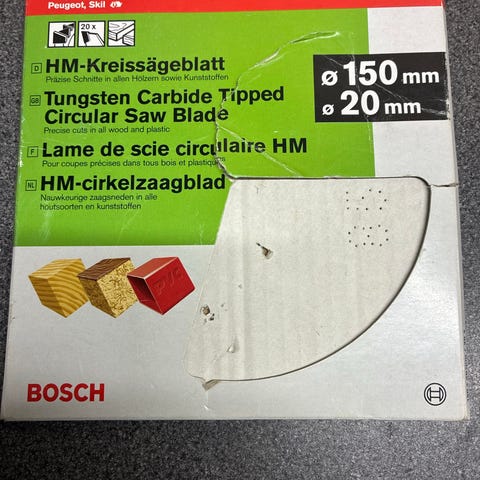 Peugeot, Skil
20 x
D HM-Kreissägeblatt
Präzise Schnitte in allen Hölzern sowie Kunststoffen
GB Tungsten Carbide Tipped
Circular Saw Blade
Precise cuts in all wood and plastic
F Lame de scie circulaire HM
Pour coupes précises dans tous bois et plastiques
NL HM-cirkelzaagblad
Nauwkeurige zaagsneden in alle
houtsoorten en kunststoffen
ø 150 mm
ø 20 mm
PVC
BOSCH